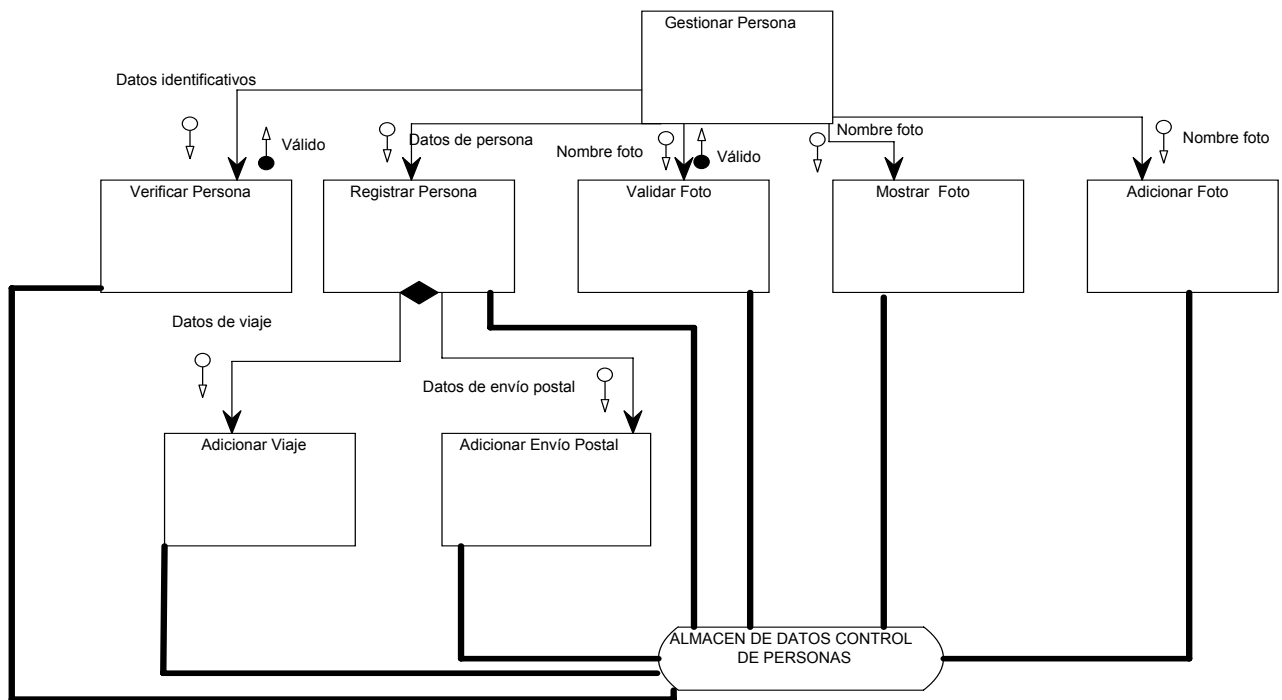 Gestionar Persona
Datos identificativos
Válido
Datos de persona
Nombre foto
Válido
Nombre foto
Nombre foto
Verificar Persona
Registrar Persona
Validar Foto
Mostrar Foto
Adicionar Foto
Datos de viaje
Datos de envío postal
Adicionar Viaje
Adicionar Envío Postal
ALMACEN DE DATOS CONTROL
DE PERSONAS